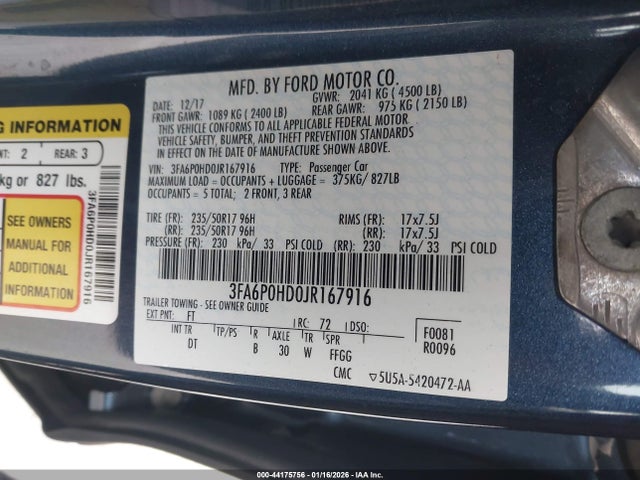 G INFORMATION
NT: 2 REAR: 3
kg or 827 lbs.
SEE OWNERS
MANUAL FOR
ADDITIONAL
INFORMATION
3FA6P0HD0JR167916
MFD. BY FORD MOTOR CO.
DATE: 12/17 GVWR: 2041 KG ( 4500 LB)
FRONT GAWR: 1089 KG ( 2400 LB) REAR GAWR: 975 KG ( 2150 LB)
THIS VEHICLE CONFORMS TO ALL APPLICABLE FEDERAL MOTOR
VEHICLE SAFETY, BUMPER, AND THEFT PREVENTION STANDARDS
IN EFFECT ON THE DATE OF MANUFACTURE SHOWN ABOVE.
VIN: 3FA6P0HD0JR167916 TYPE: Passenger Car
MAXIMUM LOAD = OCCUPANTS + LUGGAGE = 375KG/ 827LB
OCCUPANTS = 5 TOTAL; 2 FRONT, 3 REAR
TIRE (FR): 235/50R17 96H RIMS (FR): 17x7.5J
(RR): 235/50R17 96H (RR): 17x7.5J
PRESSURE (FR): 230 kPa/ 33 PSI COLD (RR): 230 kPa/ 33 PSI COLD
3FA6P0HD0JR167916
TRAILER TOWING - SEE OWNER GUIDE
EXT PNT: FT RC: 72 DSO: F0081
INT TR TP/PS R AXLE TR SPR R0096
DT B 30 W FFGG
CMC ▽5U5A-5420472-AA
000-44175756 - 01/16/2026 - IAA Inc.